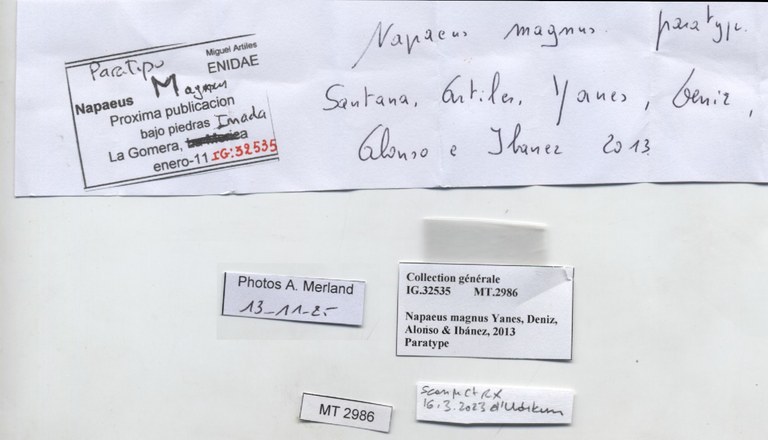 Napaeus magnus. paratype.
Santana, Artiles, Yanes, Deniz,
Alonso e Ibanez 2013
Paratipo
Miguel Artiles
ENIDAE
Napaeus Magnus
Proxima publicacion
bajo piedras Imada
La Gomera,
enero-11 IG:32535
Photos A. Merland
13-11-25
Collection générale
IG.32535 MT.2986
Napaeus magnus Yanes, Deniz,
Alonso & Ibánez, 2013
Paratype
MT 2986
RX
16.3.2023